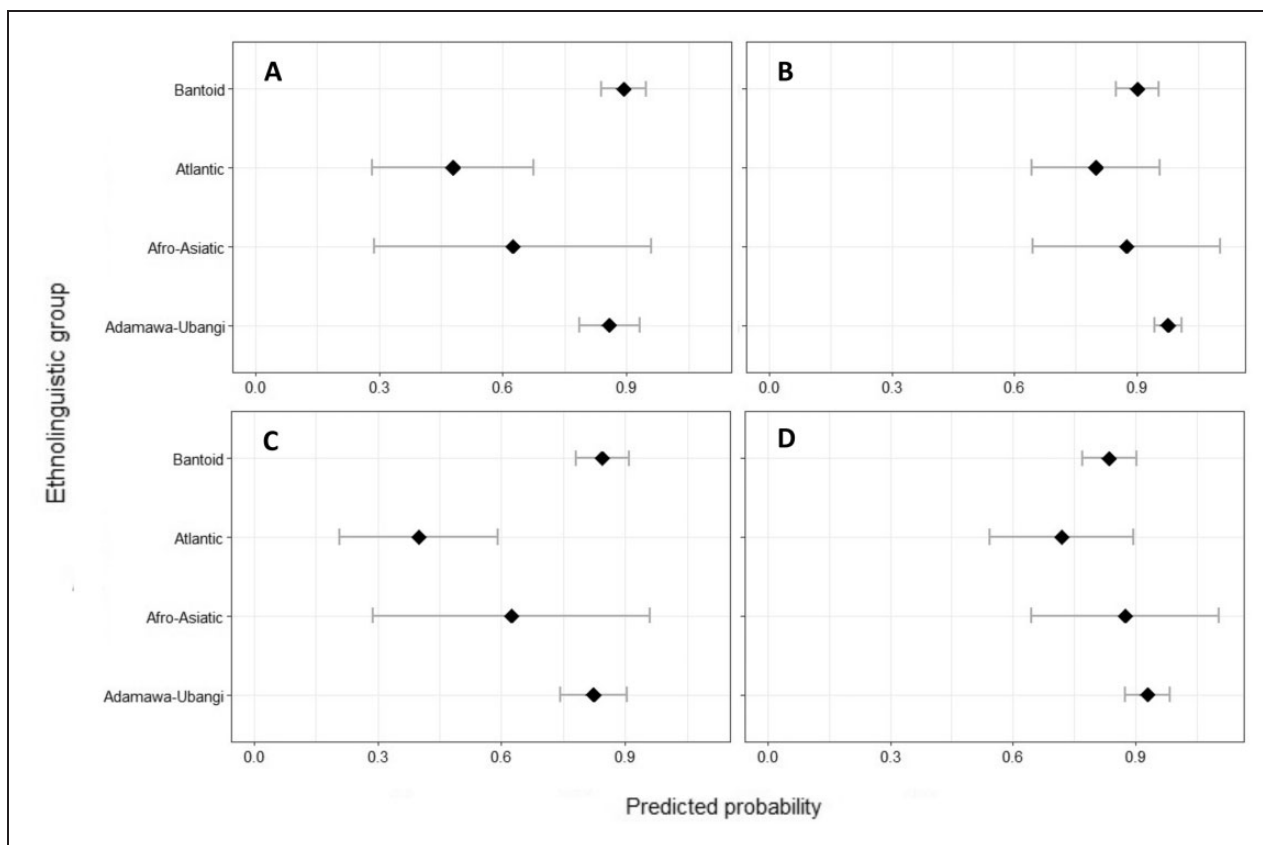 A
B
Bantoid
Atlantic
Afro-Asiatic
Adamawa-Ubangi
0.0 0.3 0.6 0.9
0.0 0.3 0.6 0.9
Ethnolinguistic group
C
D
Bantoid
Atlantic
Afro-Asiatic
Adamawa-Ubangi
0.0 0.3 0.6 0.9
0.0 0.3 0.6 0.9
Predicted probability